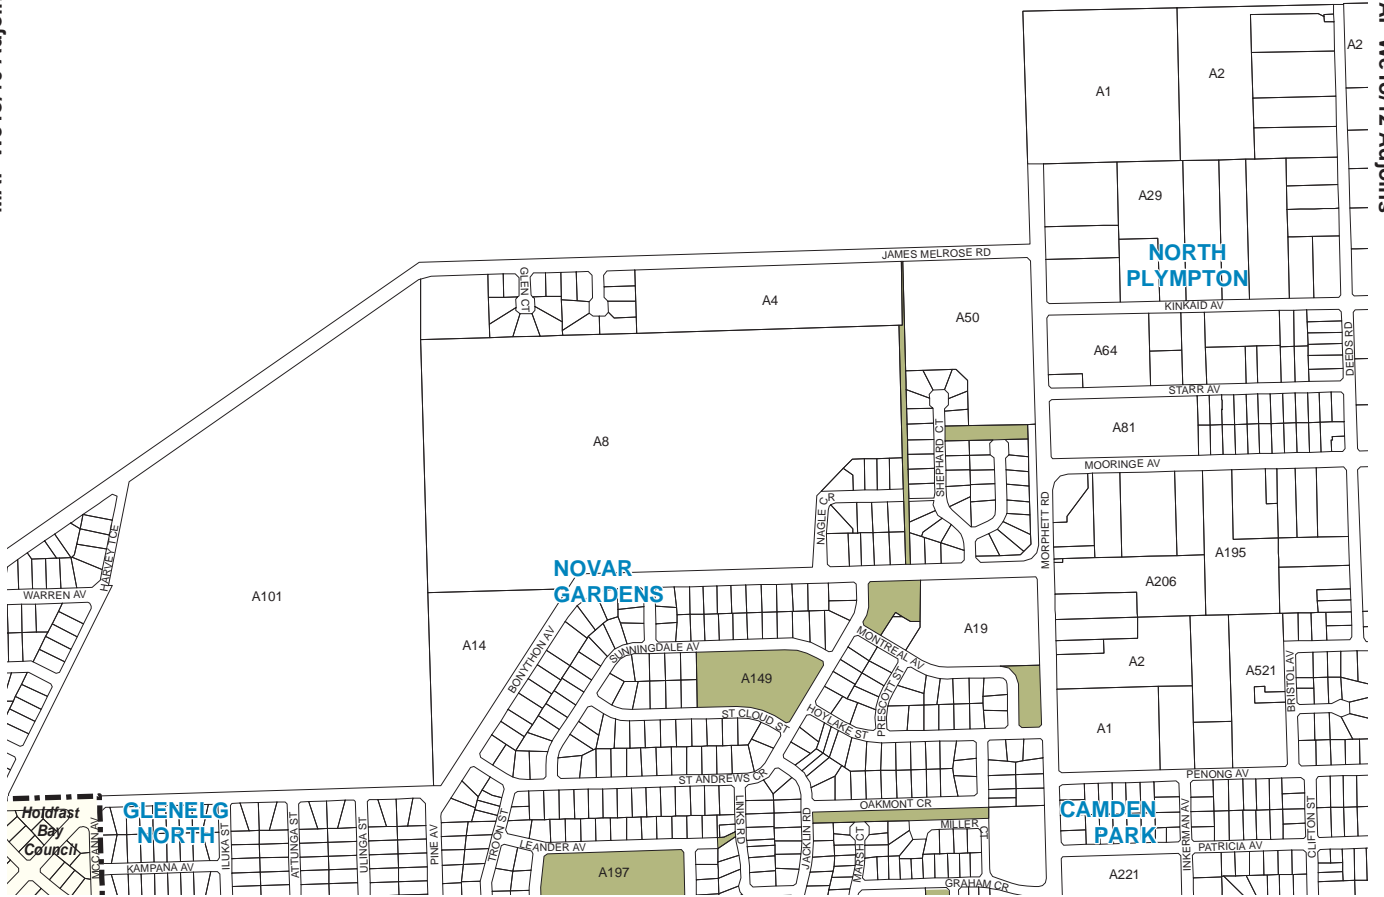 A1
A2
A2
A29
NORTH
PLYMPTON
JAMES MELROSE RD
GLEN CT
A4
A50
KINKAID AV
A64
DEEDS RD
STARR AV
A81
A8
SHEPHARD CT
MOORINGE AV
NAGLE CR
MORPHETT RD
HARVEY TCE
A195
NOVAR
GARDENS
A206
WARREN AV
A101
A14
BONYTHON AV
SUNNINGDALE AV
MONTREAL AV
A19
A2
A521
BRISTOL AV
A149
PRESCOTT ST
ST CLOUD ST
HOYLAKE ST
A1
ST ANDREWS CR
PENONG AV
OAKMONT CR
Holdfast
Bay
Council
GLENELG
NORTH
CAMDEN
PARK
MCCANN AV
ILUKA ST
ATTUNGA ST
ULINGA ST
PINE AV
TROON ST
LINKS RD
JACKLIN RD
MARSH CT
MILLER CT
INKERMAN AV
CLIFTON ST
LEANDER AV
PATRICIA AV
KAMPANA AV
A197
A221
GRAHAM CR